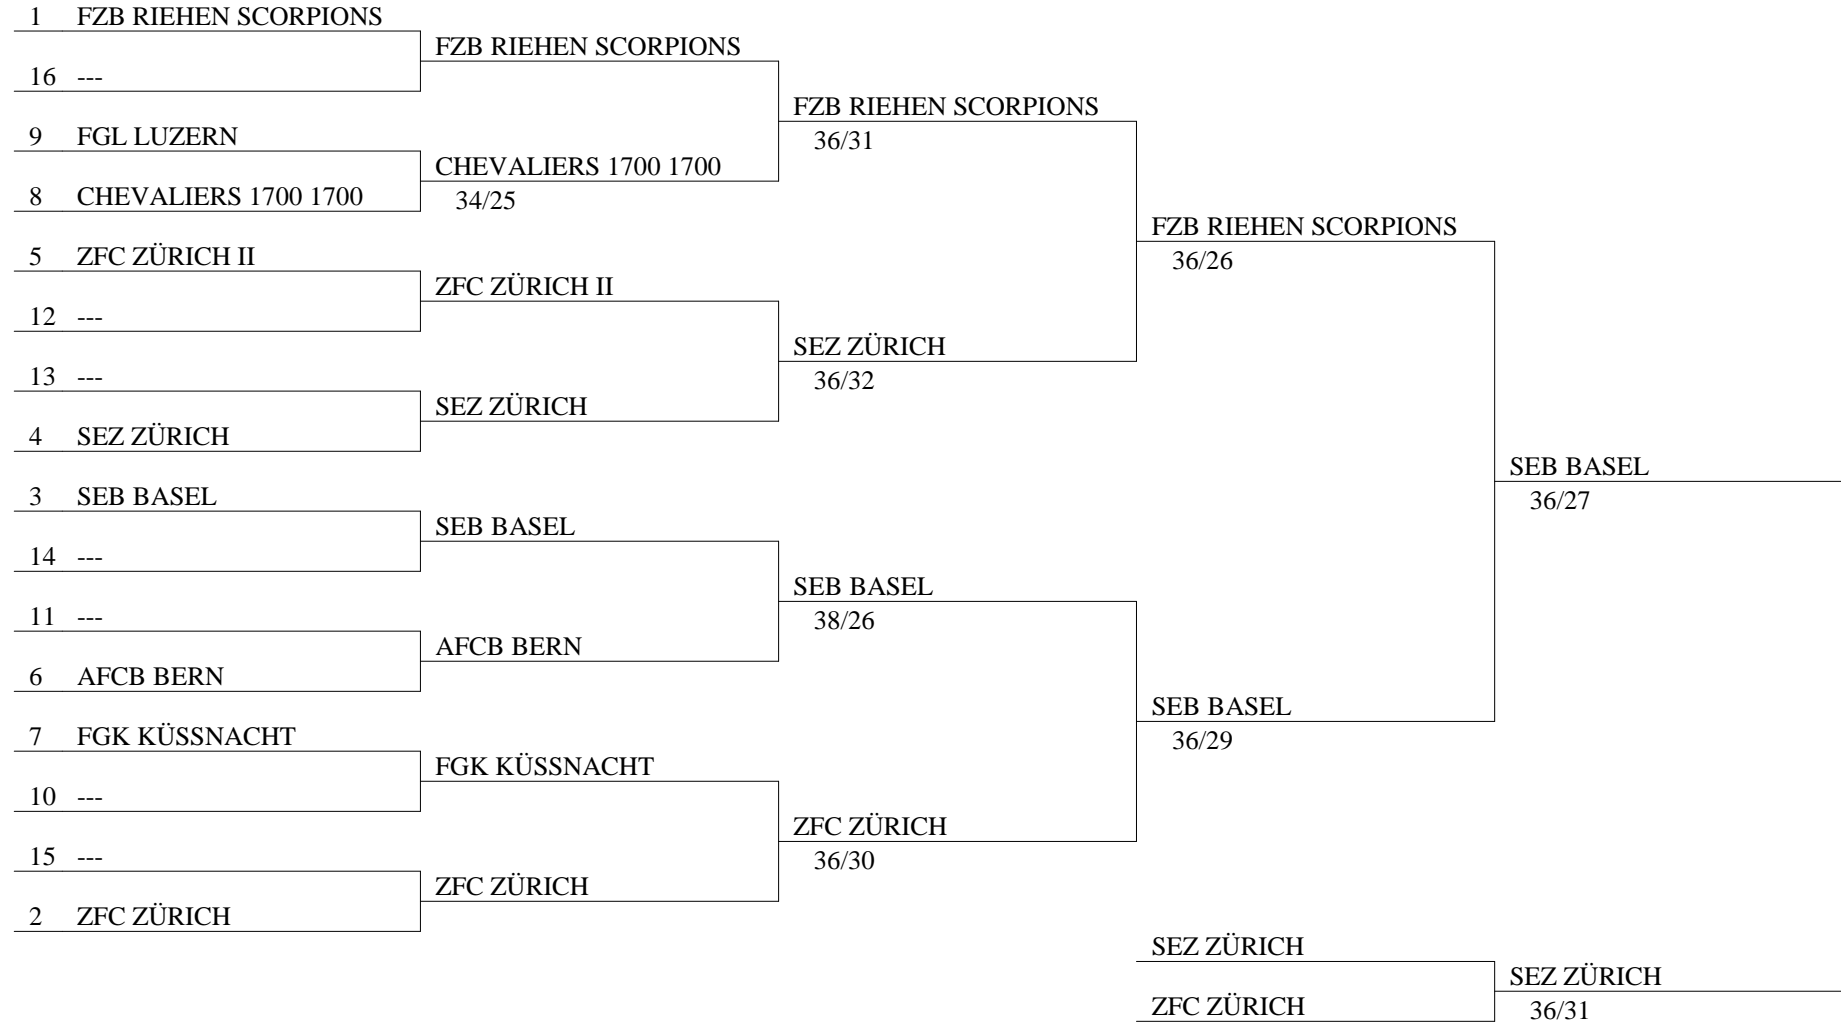 1 FZB RIEHEN SCORPIONS
FZB RIEHEN SCORPIONS
16 ---
FZB RIEHEN SCORPIONS
36/31
9 FGL LUZERN
CHEVALIERS 1700 1700
34/25
8 CHEVALIERS 1700 1700
FZB RIEHEN SCORPIONS
36/26
5 ZFC ZÜRICH II
ZFC ZÜRICH II
12 ---
SEZ ZÜRICH
36/32
13 ---
SEZ ZÜRICH
4 SEZ ZÜRICH
SEB BASEL
36/27
3 SEB BASEL
SEB BASEL
14 ---
SEB BASEL
38/26
11 ---
AFCB BERN
6 AFCB BERN
SEB BASEL
36/29
7 FGK KÜSSNACHT
FGK KÜSSNACHT
10 ---
ZFC ZÜRICH
36/30
15 ---
ZFC ZÜRICH
2 ZFC ZÜRICH
SEZ ZÜRICH
SEZ ZÜRICH
36/31
ZFC ZÜRICH